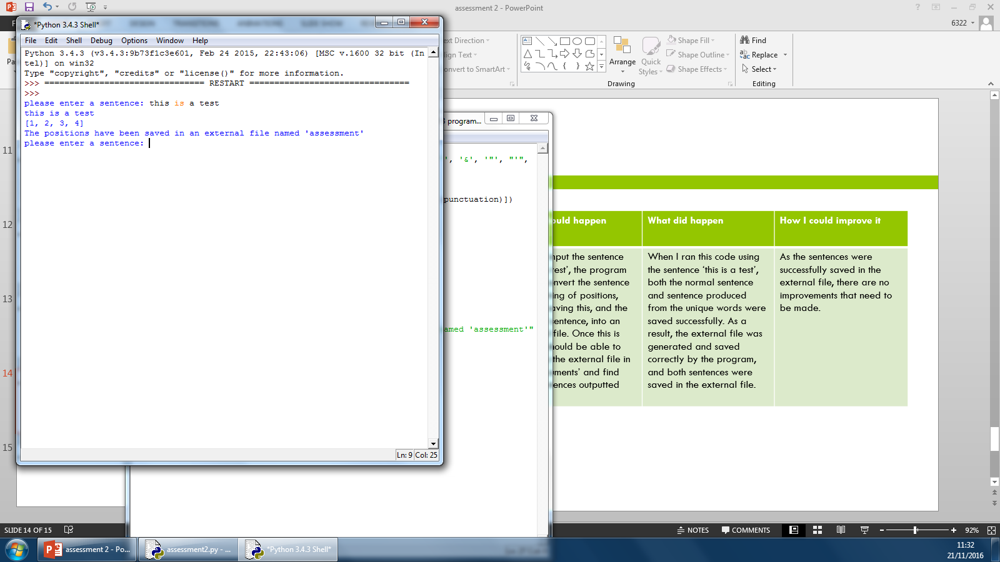 assessment 2 - PowerPoint
6322
*Python 3.4.3 Shell*
File Edit Shell Debug Options Window Help
Python 3.4.3 (v3.4.3:9b73f1c3e601, Feb 24 2015, 22:43:06) [MSC v.1600 32 bit (In
tel)] on win32
Type "copyright", "credits" or "license()" for more information.
>>> ================================ RESTART ================================
>>>
please enter a sentence: this is a test
this is a test
[1, 2, 3, 4]
The positions have been saved in an external file named 'assessment'
please enter a sentence:
Ln: 9 Col: 25
ext Direction
lign Text
onvert to SmartArt
Arrange
Quick
Styles
Shape Fill
Shape Outline
Shape Effects
Drawing
Find
Replace
Select
Editing
program...
', '&', '"', "'",
punctuation)])
amed 'assessment'"
11
12
13
14
15
ould happen
nput the sentence
test’, the program
nvert the sentence
ing of positions,
aving this, and the
sentence, into an
file. Once this is
hould be able to
the external file in
uments’ and find
ences outputted
What did happen
When I ran this code using
the sentence ‘this is a test’,
both the normal sentence
and sentence produced
from the unique words were
saved successfully. As a
result, the external file was
generated and saved
correctly by the program,
and both sentences were
saved in the external file.
How I could improve it
As the sentences were
successfully saved in the
external file, there are no
improvements that need to
be made.
SLIDE 14 OF 15
NOTES COMMENTS 92%
assessment 2 - Po...
assessment2.py - ...
*Python 3.4.3 Shell*
11:32
21/11/2016